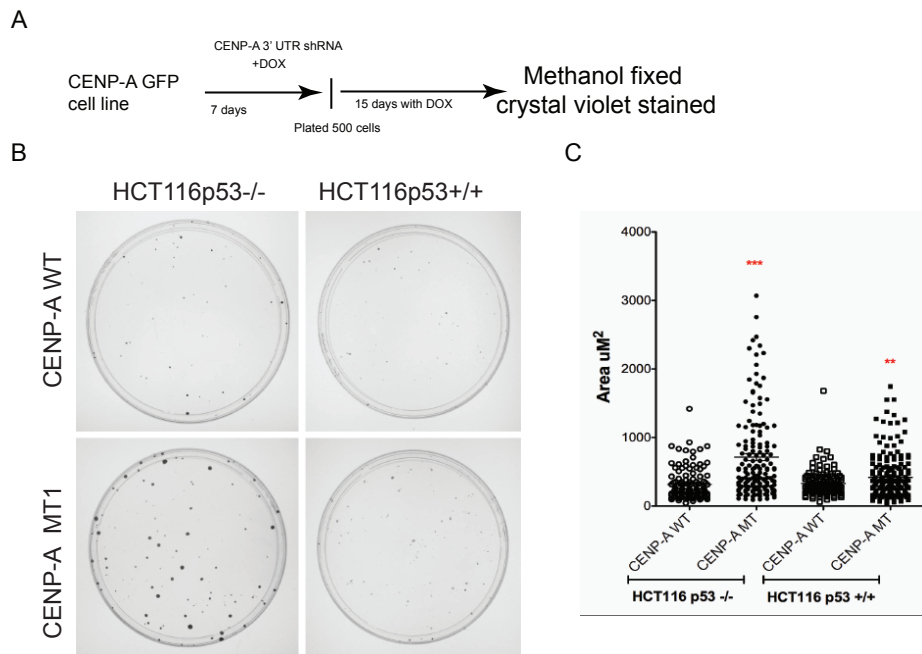 A
CENP-A 3' UTR shRNA
+DOX
CENP-A GFP
cell line
7 days
15 days with DOX
Plated 500 cells
Methanol fixed
crystal violet stained
B
HCT116p53-/-
HCT116p53+/+
CENP-A WT
CENP-A MT1
C
Area uM²
4000
3000
2000
1000
0
***
**
CENP-A WT
CENP-A MT
CENP-A WT
CENP-A MT
HCT116 p53 -/-
HCT116 p53 +/+